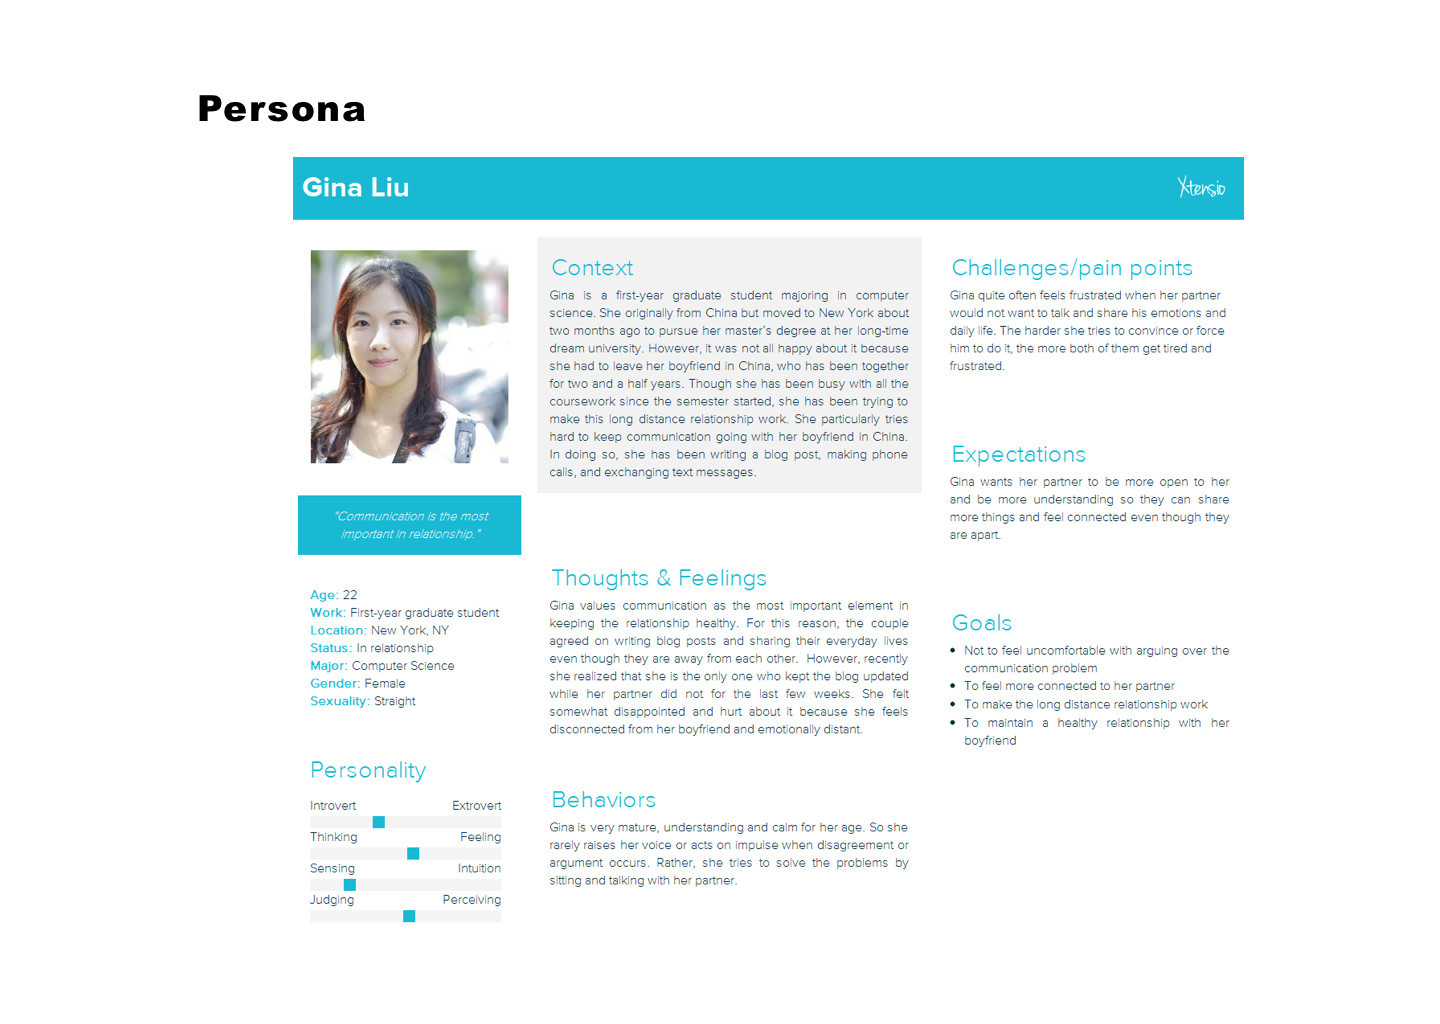 Persona
Gina Liu
Xtensio
"Communication is the most
important in relationship."
Age: 22
Work: First-year graduate student
Location: New York, NY
Status: In relationship
Major: Computer Science
Gender: Female
Sexuality: Straight
Personality
Introvert Extrovert
Thinking Feeling
Sensing Intuition
Judging Perceiving
Context
Gina is a first-year graduate student majoring in computer
science. She originally from China but moved to New York about
two months ago to pursue her master's degree at her long-time
dream university. However, it was not all happy about it because
she had to leave her boyfriend in China, who has been together
for two and a half years. Though she has been busy with all the
coursework since the semester started, she has been trying to
make this long distance relationship work. She particularly tries
hard to keep communication going with her boyfriend in China.
In doing so, she has been writing a blog post, making phone
calls, and exchanging text messages.
Thoughts & Feelings
Gina values communication as the most important element in
keeping the relationship healthy. For this reason, the couple
agreed on writing blog posts and sharing their everyday lives
even though they are away from each other. However, recently
she realized that she is the only one who kept the blog updated
while her partner did not for the last few weeks. She felt
somewhat disappointed and hurt about it because she feels
disconnected from her boyfriend and emotionally distant.
Behaviors
Gina is very mature, understanding and calm for her age. So she
rarely raises her voice or acts on impulse when disagreement or
argument occurs. Rather, she tries to solve the problems by
sitting and talking with her partner.
Challenges/pain points
Gina quite often feels frustrated when her partner
would not want to talk and share his emotions and
daily life. The harder she tries to convince or force
him to do it, the more both of them get tired and
frustrated.
Expectations
Gina wants her partner to be more open to her
and be more understanding so they can share
more things and feel connected even though they
are apart.
Goals
• Not to feel uncomfortable with arguing over the
communication problem
• To feel more connected to her partner
• To make the long distance relationship work
• To maintain a healthy relationship with her
boyfriend